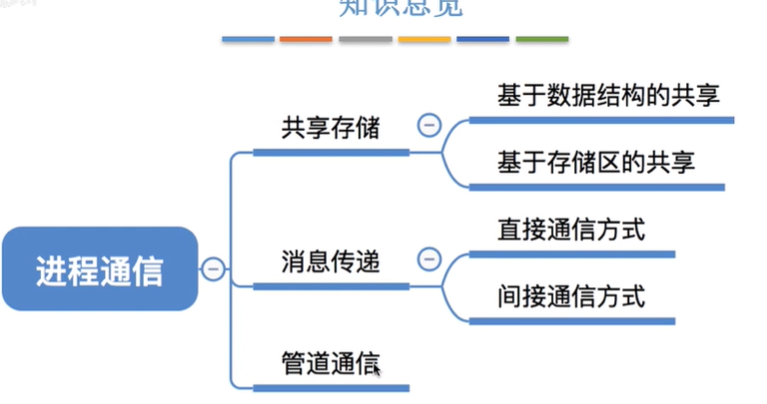 知识总览
共享存储
基于数据结构的共享
基于存储区的共享
进程通信
消息传递
直接通信方式
间接通信方式
管道通信